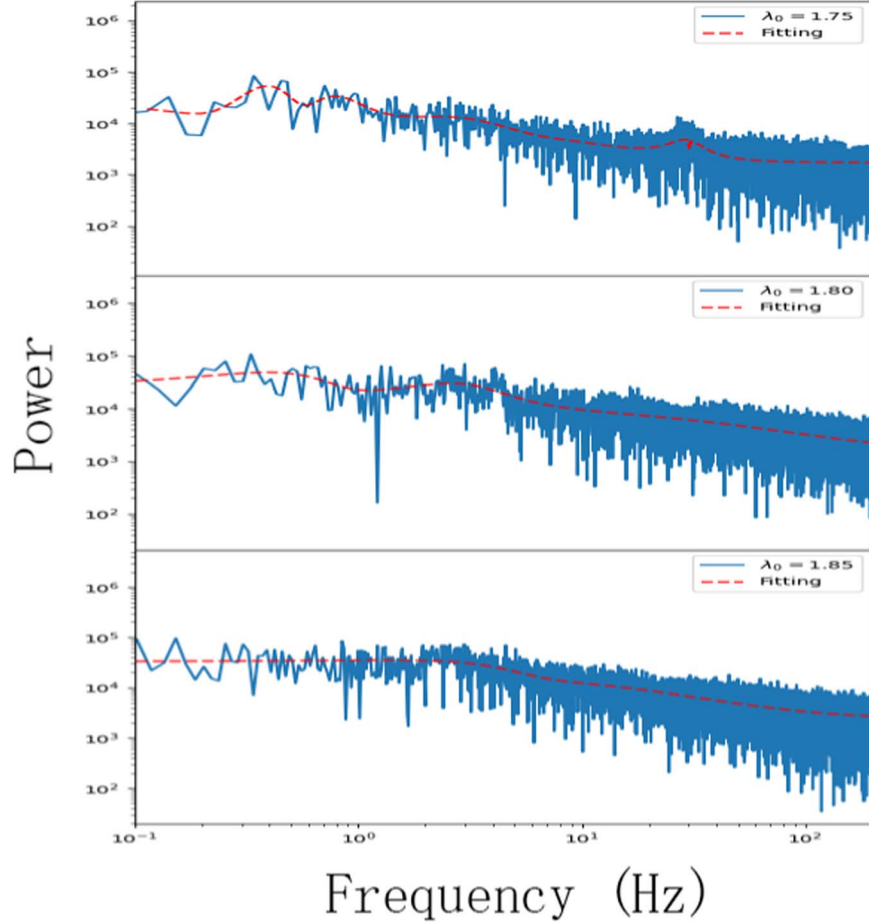 10⁶
10⁵
10⁴
10³
10²
λ₀ = 1.75
Fitting
10⁶
10⁵
10⁴
10³
10²
λ₀ = 1.80
Fitting
10⁶
10⁵
10⁴
10³
10²
λ₀ = 1.85
Fitting
Power
10⁻¹ 10⁰ 10¹ 10²
Frequency (Hz)